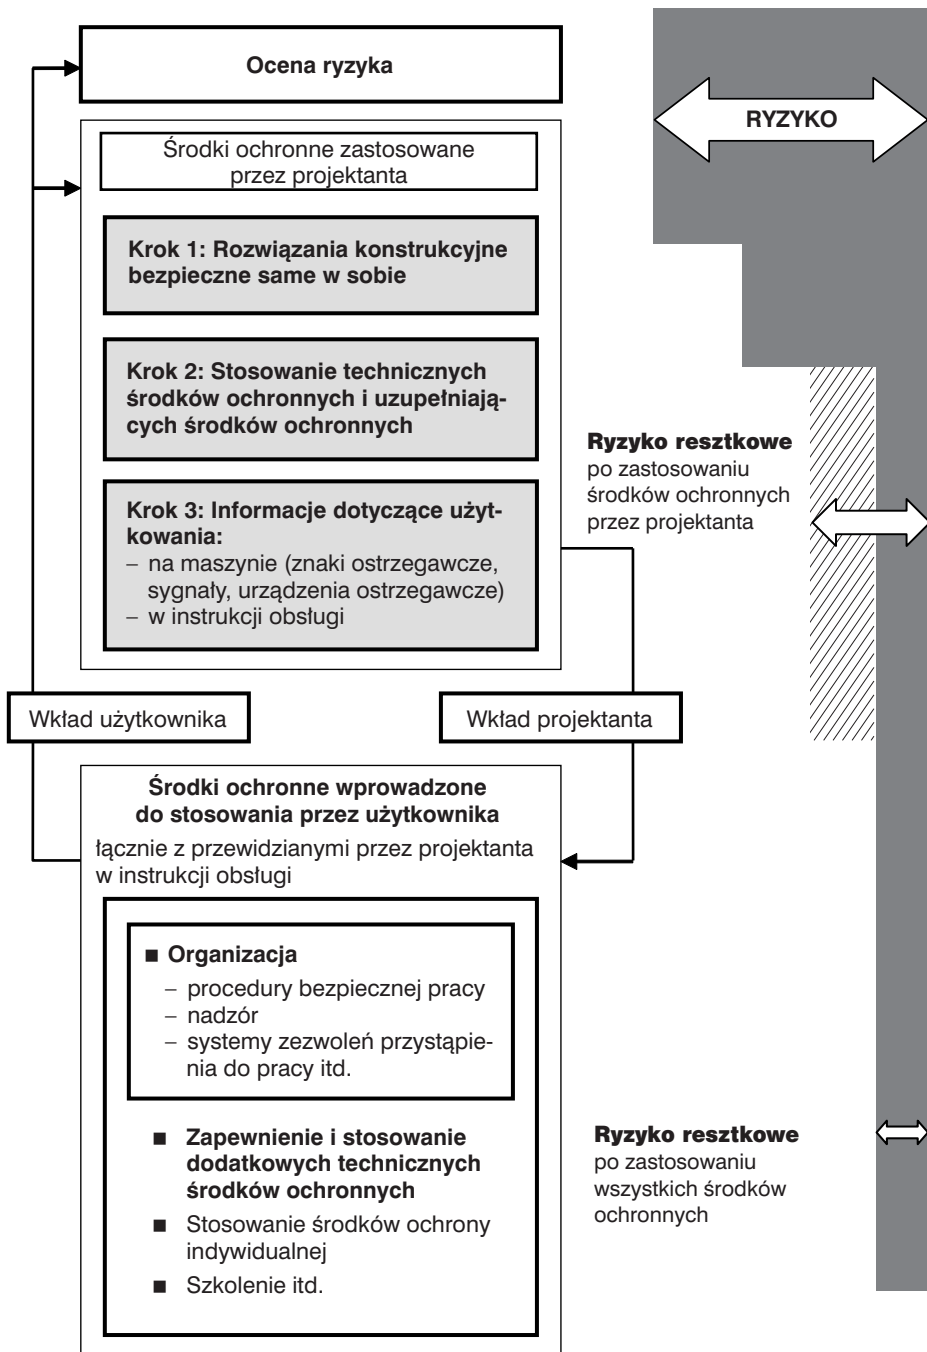 Ocena ryzyka
RYZYKO
Środki ochronne zastosowane
przez projektanta
Krok 1: Rozwiązania konstrukcyjne
bezpieczne same w sobie
Krok 2: Stosowanie technicznych
środków ochronnych i uzupełniają-
cych środków ochronnych
Krok 3: Informacje dotyczące użyt-
kowania:
– na maszynie (znaki ostrzegawcze,
sygnały, urządzenia ostrzegawcze)
– w instrukcji obsługi
Ryzyko resztkowe
po zastosowaniu
środków ochronnych
przez projektanta
Wkład użytkownika
Wkład projektanta
Środki ochronne wprowadzone
do stosowania przez użytkownika
łącznie z przewidzianymi przez projektanta
w instrukcji obsługi
■ Organizacja
– procedury bezpiecznej pracy
– nadzór
– systemy zezwoleń przystąpie-
nia do pracy itd.
■ Zapewnienie i stosowanie
dodatkowych technicznych
środków ochronnych
■ Stosowanie środków ochrony
indywidualnej
■ Szkolenie itd.
Ryzyko resztkowe
po zastosowaniu
wszystkich środków
ochronnych